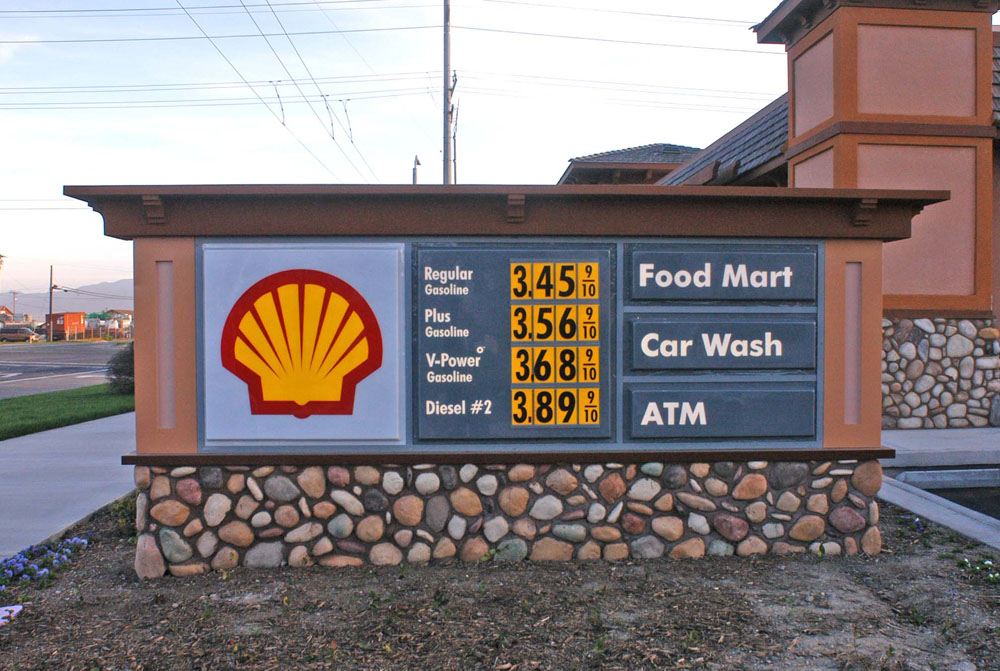 Regular
Gasoline
3.45 9/10
Plus
Gasoline
3.56 9/10
V-Power°
Gasoline
3.68 9/10
Diesel #2
3.89 9/10
Food Mart
Car Wash
ATM